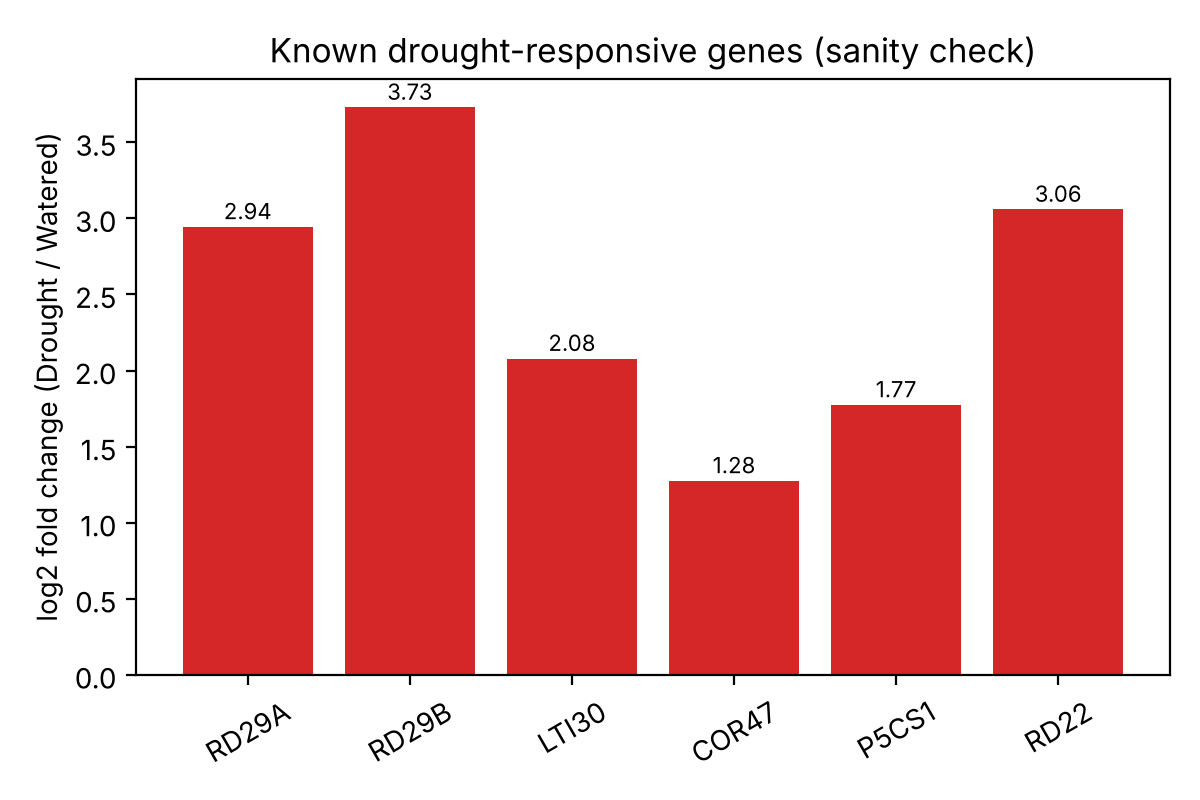 Known drought-responsive genes (sanity check)
log2 fold change (Drought / Watered)
3.5
3.0
2.5
2.0
1.5
1.0
0.5
0.0
2.94
3.73
2.08
1.28
1.77
3.06
RD29A
RD29B
LTI30
COR47
P5CS1
RD22